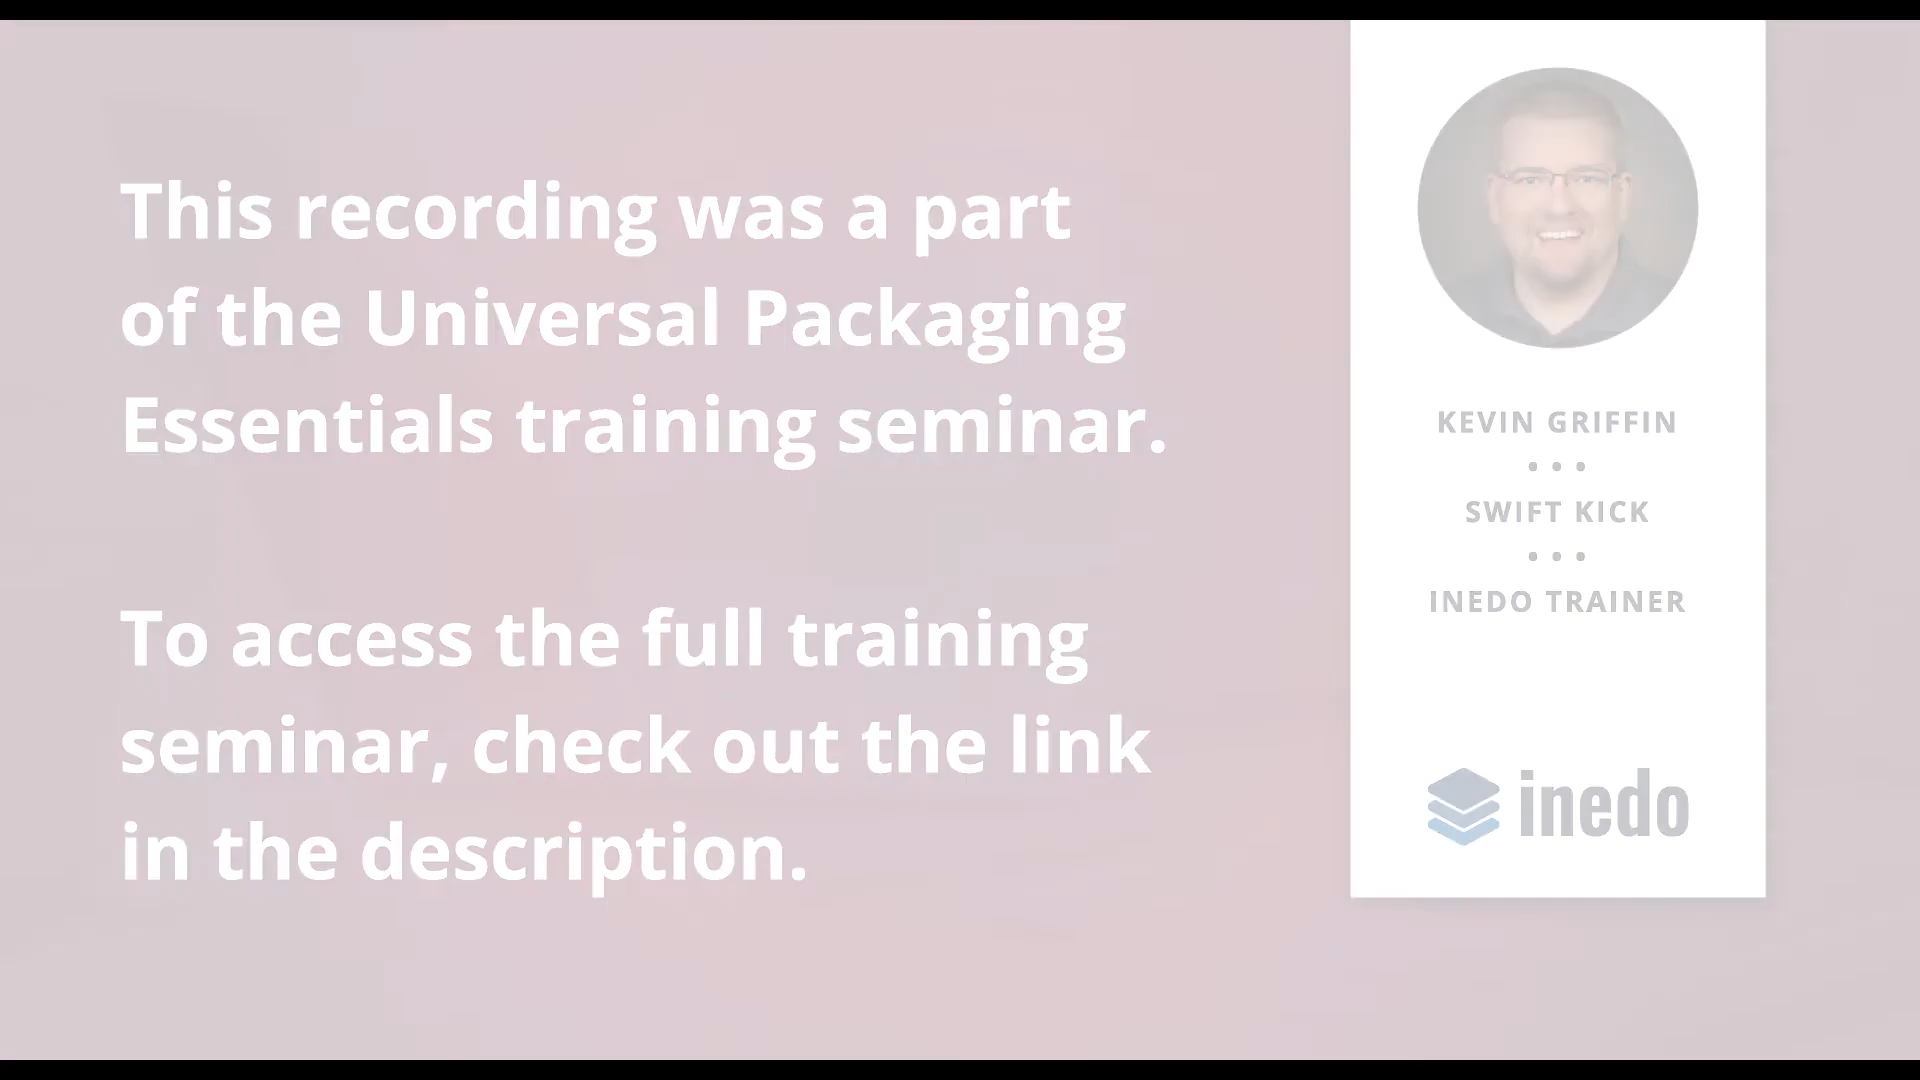 This recording was a part
of the Universal Packaging
Essentials training seminar.
To access the full training
seminar, check out the link
in the description.
KEVIN GRIFFIN
SWIFT KICK
INEDO TRAINER
inedo